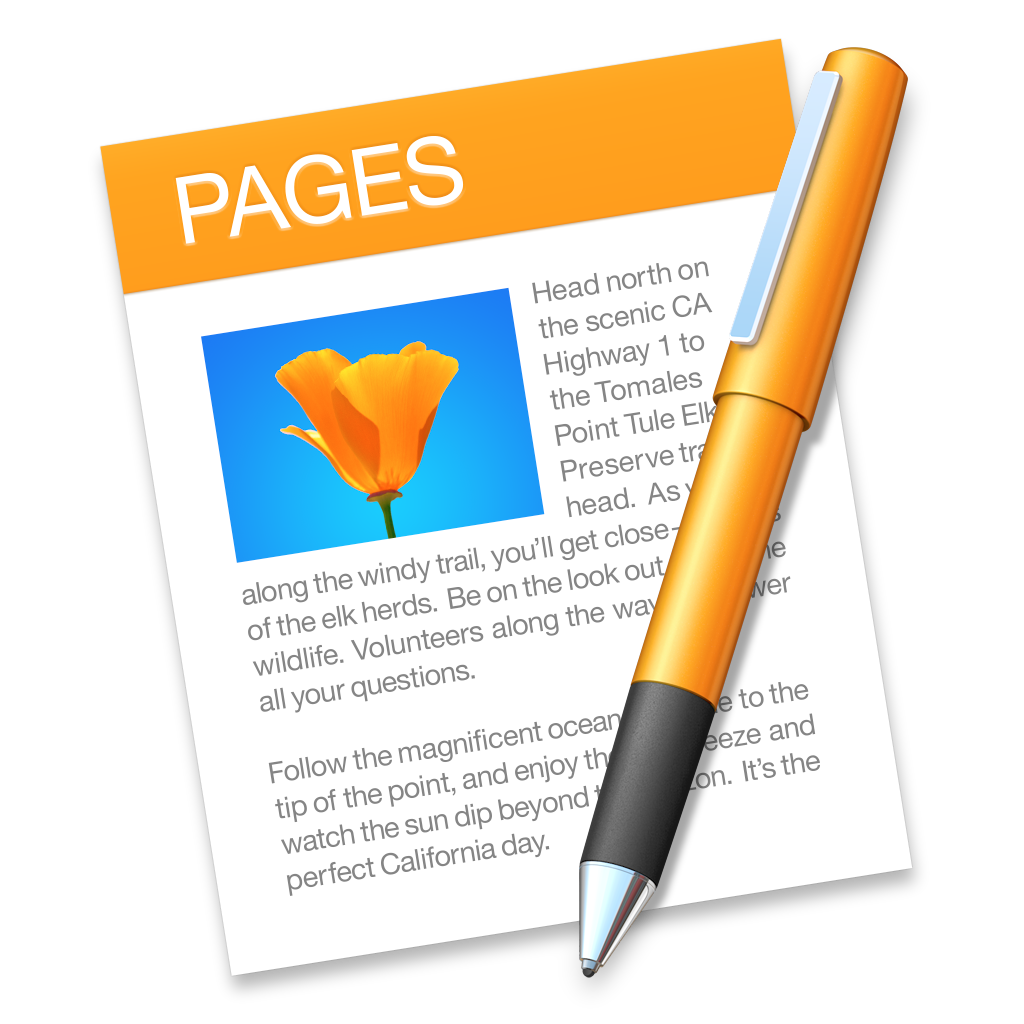 PAGES
Head north on
the scenic CA
Highway 1 to
the Tomales
Point Tule Elk
Preserve
head. As
along the windy trail, you'll get close-
of the elk herds. Be on the look out
wildlife. Volunteers along the way
all your questions.
Follow the magnificent ocean to the
tip of the point, and enjoy the and
watch the sun dip beyond It's the
perfect California day.